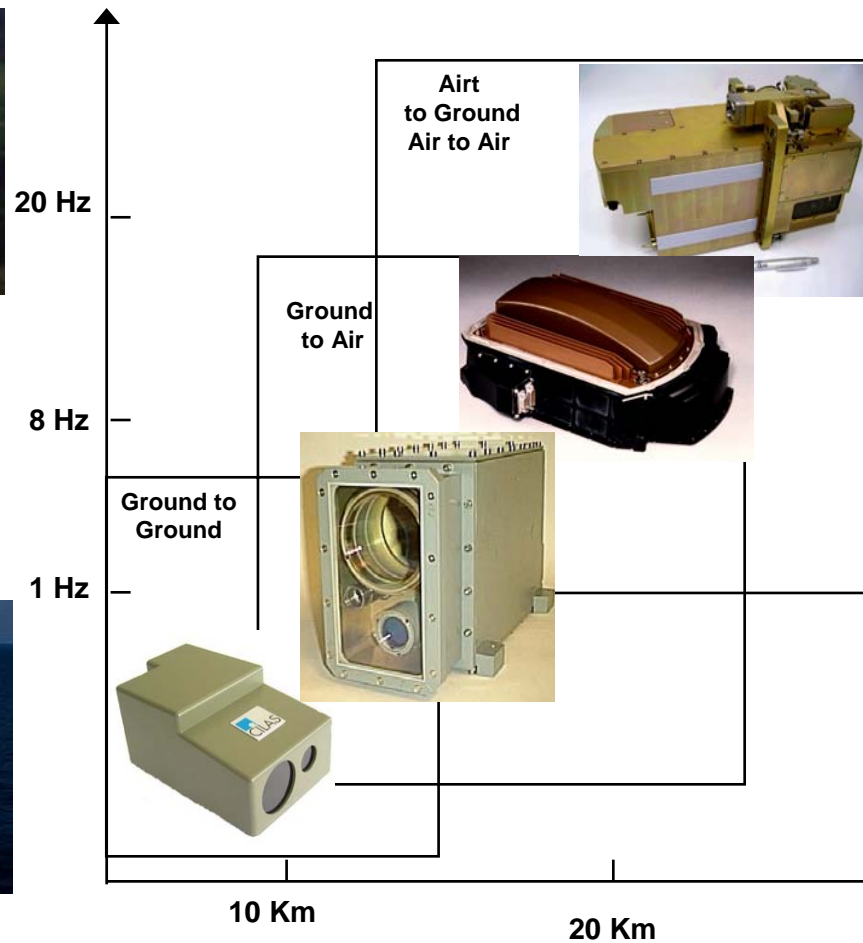 Airt
to Ground
Air to Air
20 Hz
Ground
to Air
8 Hz
Ground to
Ground
1 Hz
CILAS
10 Km
20 Km